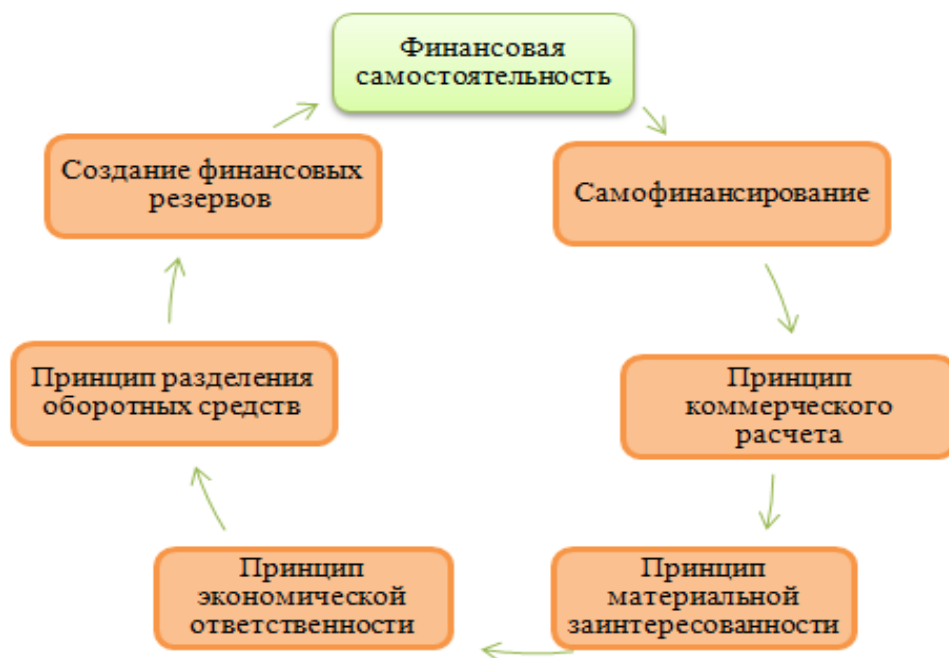 Финансовая
самостоятельность
Самофинансирование
Принцип
коммерческого
расчета
Принцип
материальной
заинтересованности
Принцип
экономической
ответственности
Принцип разделения
оборотных средств
Создание финансовых
резервов